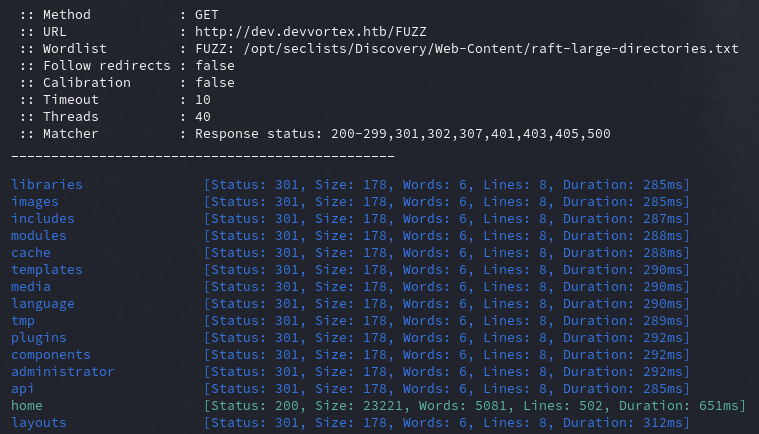 :: Method : GET
:: URL : http://dev.devvortex.htb/FUZZ
:: Wordlist : FUZZ: /opt/seclists/Discovery/Web-Content/raft-large-directories.txt
:: Follow redirects : false
:: Calibration : false
:: Timeout : 10
:: Threads : 40
:: Matcher : Response status: 200-299,301,302,307,401,403,405,500
________________________________________________
libraries [Status: 301, Size: 178, Words: 6, Lines: 8, Duration: 285ms]
images [Status: 301, Size: 178, Words: 6, Lines: 8, Duration: 285ms]
includes [Status: 301, Size: 178, Words: 6, Lines: 8, Duration: 287ms]
modules [Status: 301, Size: 178, Words: 6, Lines: 8, Duration: 288ms]
cache [Status: 301, Size: 178, Words: 6, Lines: 8, Duration: 288ms]
templates [Status: 301, Size: 178, Words: 6, Lines: 8, Duration: 290ms]
media [Status: 301, Size: 178, Words: 6, Lines: 8, Duration: 290ms]
language [Status: 301, Size: 178, Words: 6, Lines: 8, Duration: 290ms]
tmp [Status: 301, Size: 178, Words: 6, Lines: 8, Duration: 289ms]
plugins [Status: 301, Size: 178, Words: 6, Lines: 8, Duration: 292ms]
components [Status: 301, Size: 178, Words: 6, Lines: 8, Duration: 292ms]
administrator [Status: 301, Size: 178, Words: 6, Lines: 8, Duration: 292ms]
api [Status: 301, Size: 178, Words: 6, Lines: 8, Duration: 285ms]
home [Status: 200, Size: 23221, Words: 5081, Lines: 502, Duration: 651ms]
layouts [Status: 301, Size: 178, Words: 6, Lines: 8, Duration: 312ms]